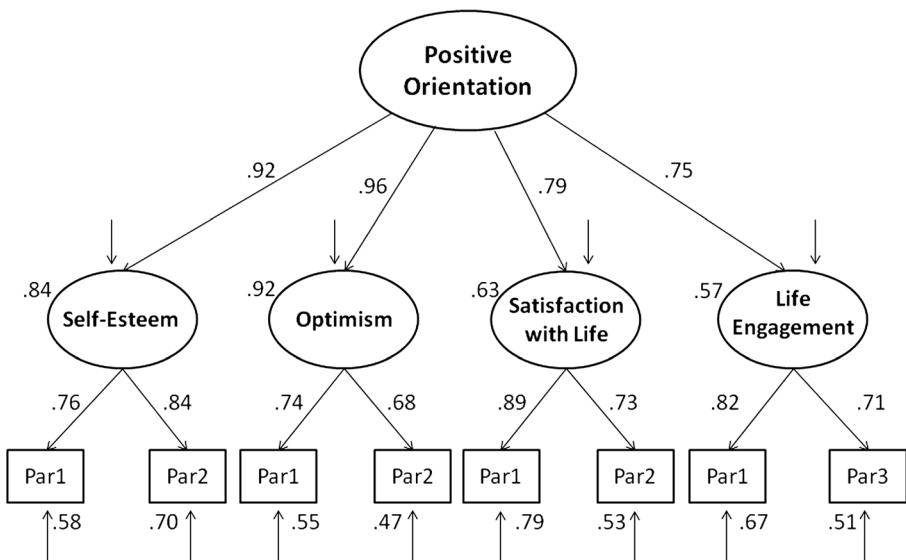 Positive
Orientation
.92
.96
.79
.75
.84
Self-Esteem
.92
Optimism
.63
Satisfaction
with Life
.57
Life
Engagement
.76
.84
.74
.68
.89
.73
.82
.71
Par1
Par2
Par1
Par2
Par1
Par2
Par1
Par3
.58
.70
.55
.47
.79
.53
.67
.51